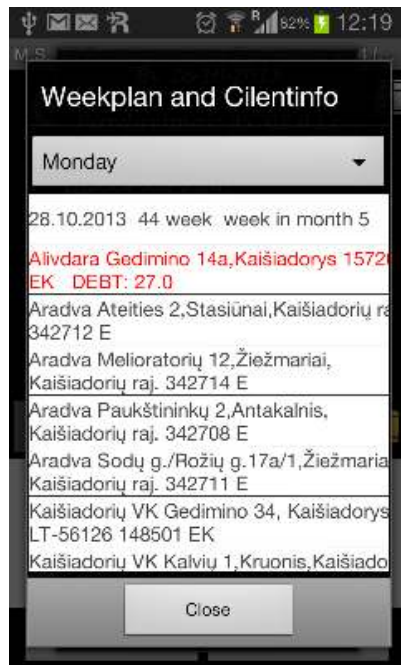 R 82% 12:19
M.S. 1/
Weekplan and Cilentinfo
Monday
28.10.2013 44 week week in month 5
Alivdara Gedimino 14a,Kaišiadorys 15720
EK DEBT: 27.0
Aradva Ateities 2,Stasiūnai,Kaišiadorių ra
342712 E
Aradva Melioratorių 12,Žiežmariai,
Kaišiadorių raj. 342714 E
Aradva Paukštininkų 2,Antakalnis,
Kaišiadorių raj. 342708 E
Aradva Sodų g./Rožių g.17a/1,Žiežmaria
Kaišiadorių raj. 342711 E
Kaišiadorių VK Gedimino 34, Kaišiadorys
LT-56126 148501 EK
Kaišiadorių VK Kalvių 1,Kruonis,Kaišiado
Close